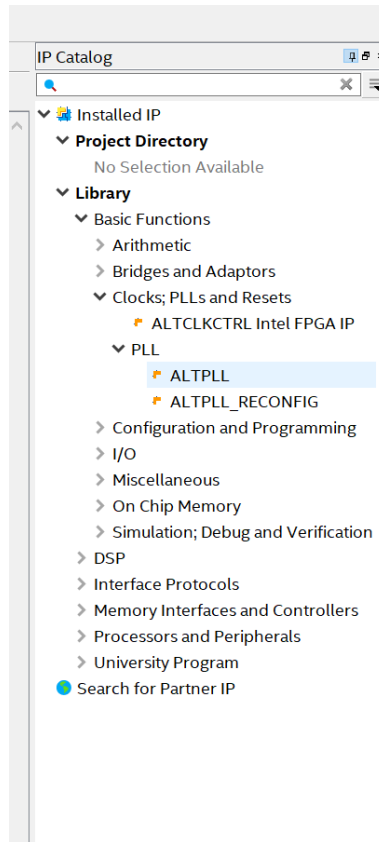 IP Catalog
Installed IP
Project Directory
No Selection Available
Library
Basic Functions
Arithmetic
Bridges and Adaptors
Clocks; PLLs and Resets
ALTCLKCTRL Intel FPGA IP
PLL
ALTPLL
ALTPLL_RECONFIG
Configuration and Programming
I/O
Miscellaneous
On Chip Memory
Simulation; Debug and Verification
DSP
Interface Protocols
Memory Interfaces and Controllers
Processors and Peripherals
University Program
Search for Partner IP